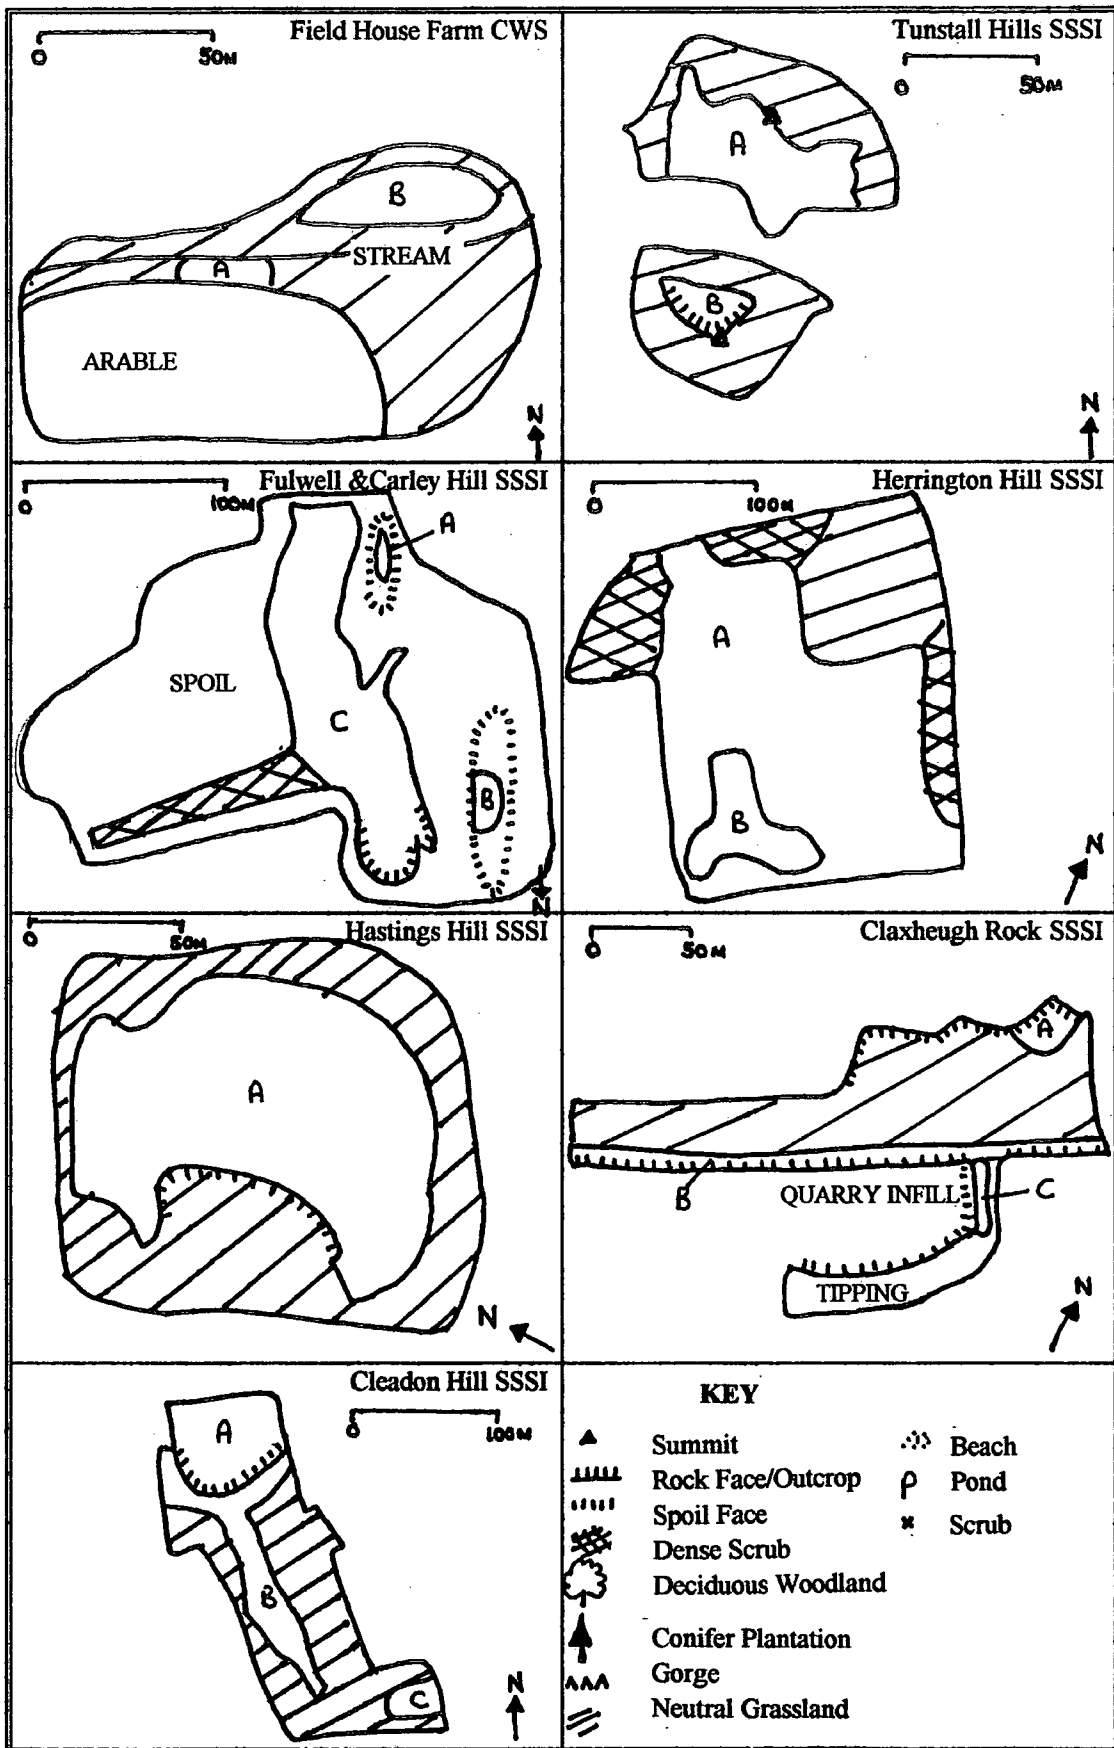 Field House Farm CWS
0 50M
B
STREAM
A
ARABLE
N
Tunstall Hills SSSI
0 50M
A
B
N
Fulwell &Carley Hill SSSI
0 100M
A
SPOIL
C
B
N
Herrington Hill SSSI
0 100M
A
B
N
Hastings Hill SSSI
0 50M
A
N
Claxheugh Rock SSSI
0 50M
A
B
QUARRY INFILL
C
TIPPING
N
Cleadon Hill SSSI
0 100M
A
B
C
N
KEY
Summit
Rock Face/Outcrop
Spoil Face
Dense Scrub
Deciduous Woodland
Conifer Plantation
Gorge
Neutral Grassland
Beach
Pond
Scrub